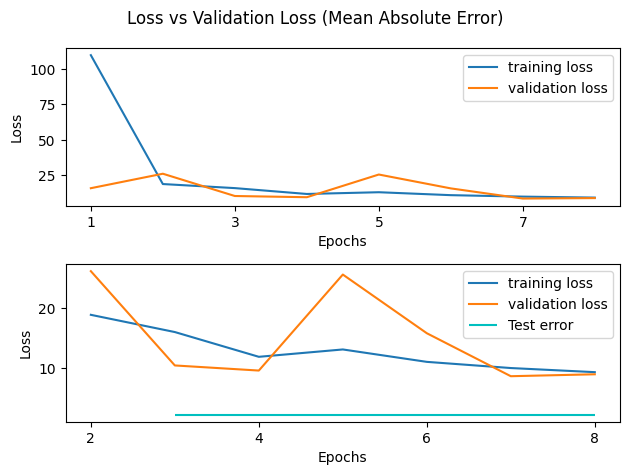 Loss vs Validation Loss (Mean Absolute Error)
100
75
50
25
Loss
training loss
validation loss
1
3
5
7
Epochs
20
10
Loss
training loss
validation loss
Test error
2
4
6
8
Epochs